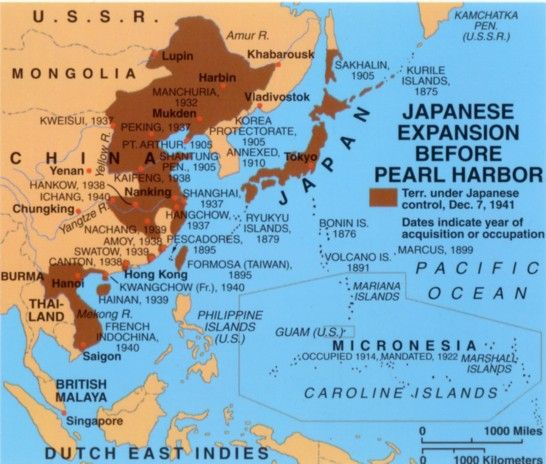 U.S.S.R.
KAMCHATKA
PEN.
(U.S.S.R.)
Amur R.
Lupin
Khabarousk
MONGOLIA
SAKHALIN,
1905
KURILE
ISLANDS,
1875
Harbin
MANCHURIA,
1932
Vladivostok
Mukden
KWEISUI, 1937
PEKING, 1937
KOREA
PROTECTORATE,
1905
ANNEXED,
1910
PT. ARTHUR, 1905
JAPANESE
EXPANSION
BEFORE
PEARL HARBOR
Terr. under Japanese
control, Dec. 7, 1941
Dates indicate year of
acquisition or occupation
JAPAN
Tokyo
CHINA
Yellow R.
SHANTUNG
PEN., 1905
Yenan
KAIFENG, 1938
HANKOW, 1938
Nanking
ICHANG, 1940
SHANGHAI,
1937
Chungking
Yangtze R.
HANGCHOW,
1937
RYUKYU
ISLANDS,
1879
BONIN IS.
1876
NACHANG, 1939
AMOY, 1938
PESCADORES,
1895
SWATOW, 1939
CANTON, 1938
VOLCANO IS.
1891
MARCUS, 1899
PACIFIC
OCEAN
BURMA
Hanoi
Hong Kong
FORMOSA (TAIWAN),
1895
KWANGCHOW (Fr.), 1940
HAINAN, 1939
MARIANA
ISLANDS
THAI-
LAND
Mekong R.
FRENCH
INDOCHINA,
1940
PHILIPPINE
ISLANDS
(U.S.)
GUAM (U.S.)
MICRONESIA
OCCUPIED 1914, MANDATED, 1922
MARSHALL
ISLANDS
Saigon
CAROLINE ISLANDS
BRITISH
MALAYA
Singapore
DUTCH EAST INDIES
0 1000 Miles
0 1000 Kilometers